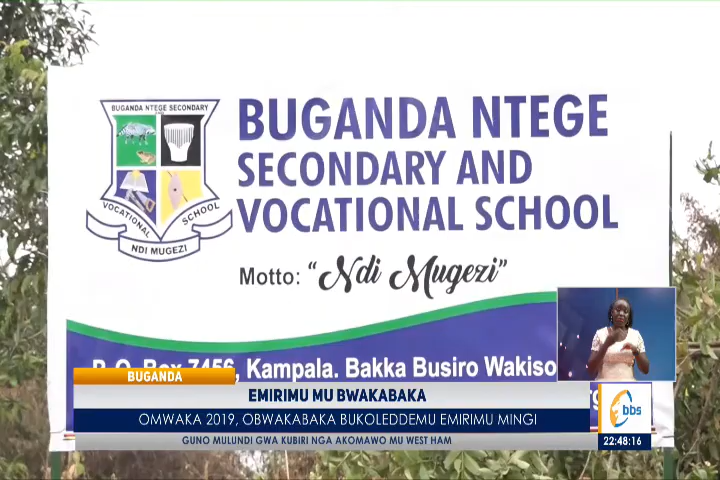 BUGANDA NTEGE SECONDARY
VOCATIONAL SCHOOL
NDI MUGEZI
BUGANDA NTEGE
SECONDARY AND
VOCATIONAL SCHOOL
Motto: “Ndi Mugezi”
P. O. Box 7456, Kampala. Bakka Busiro Wakiso
BUGANDA
EMIRIMU MU BWAKABAKA
OMWAKA 2019, OBWAKABAKA BUKOLEDDEMU EMIRIMU MINGI
GUNO MULUNDI GWA KUBIRI NGA AKOMAWO MU WEST HAM
bbs
22:48:16